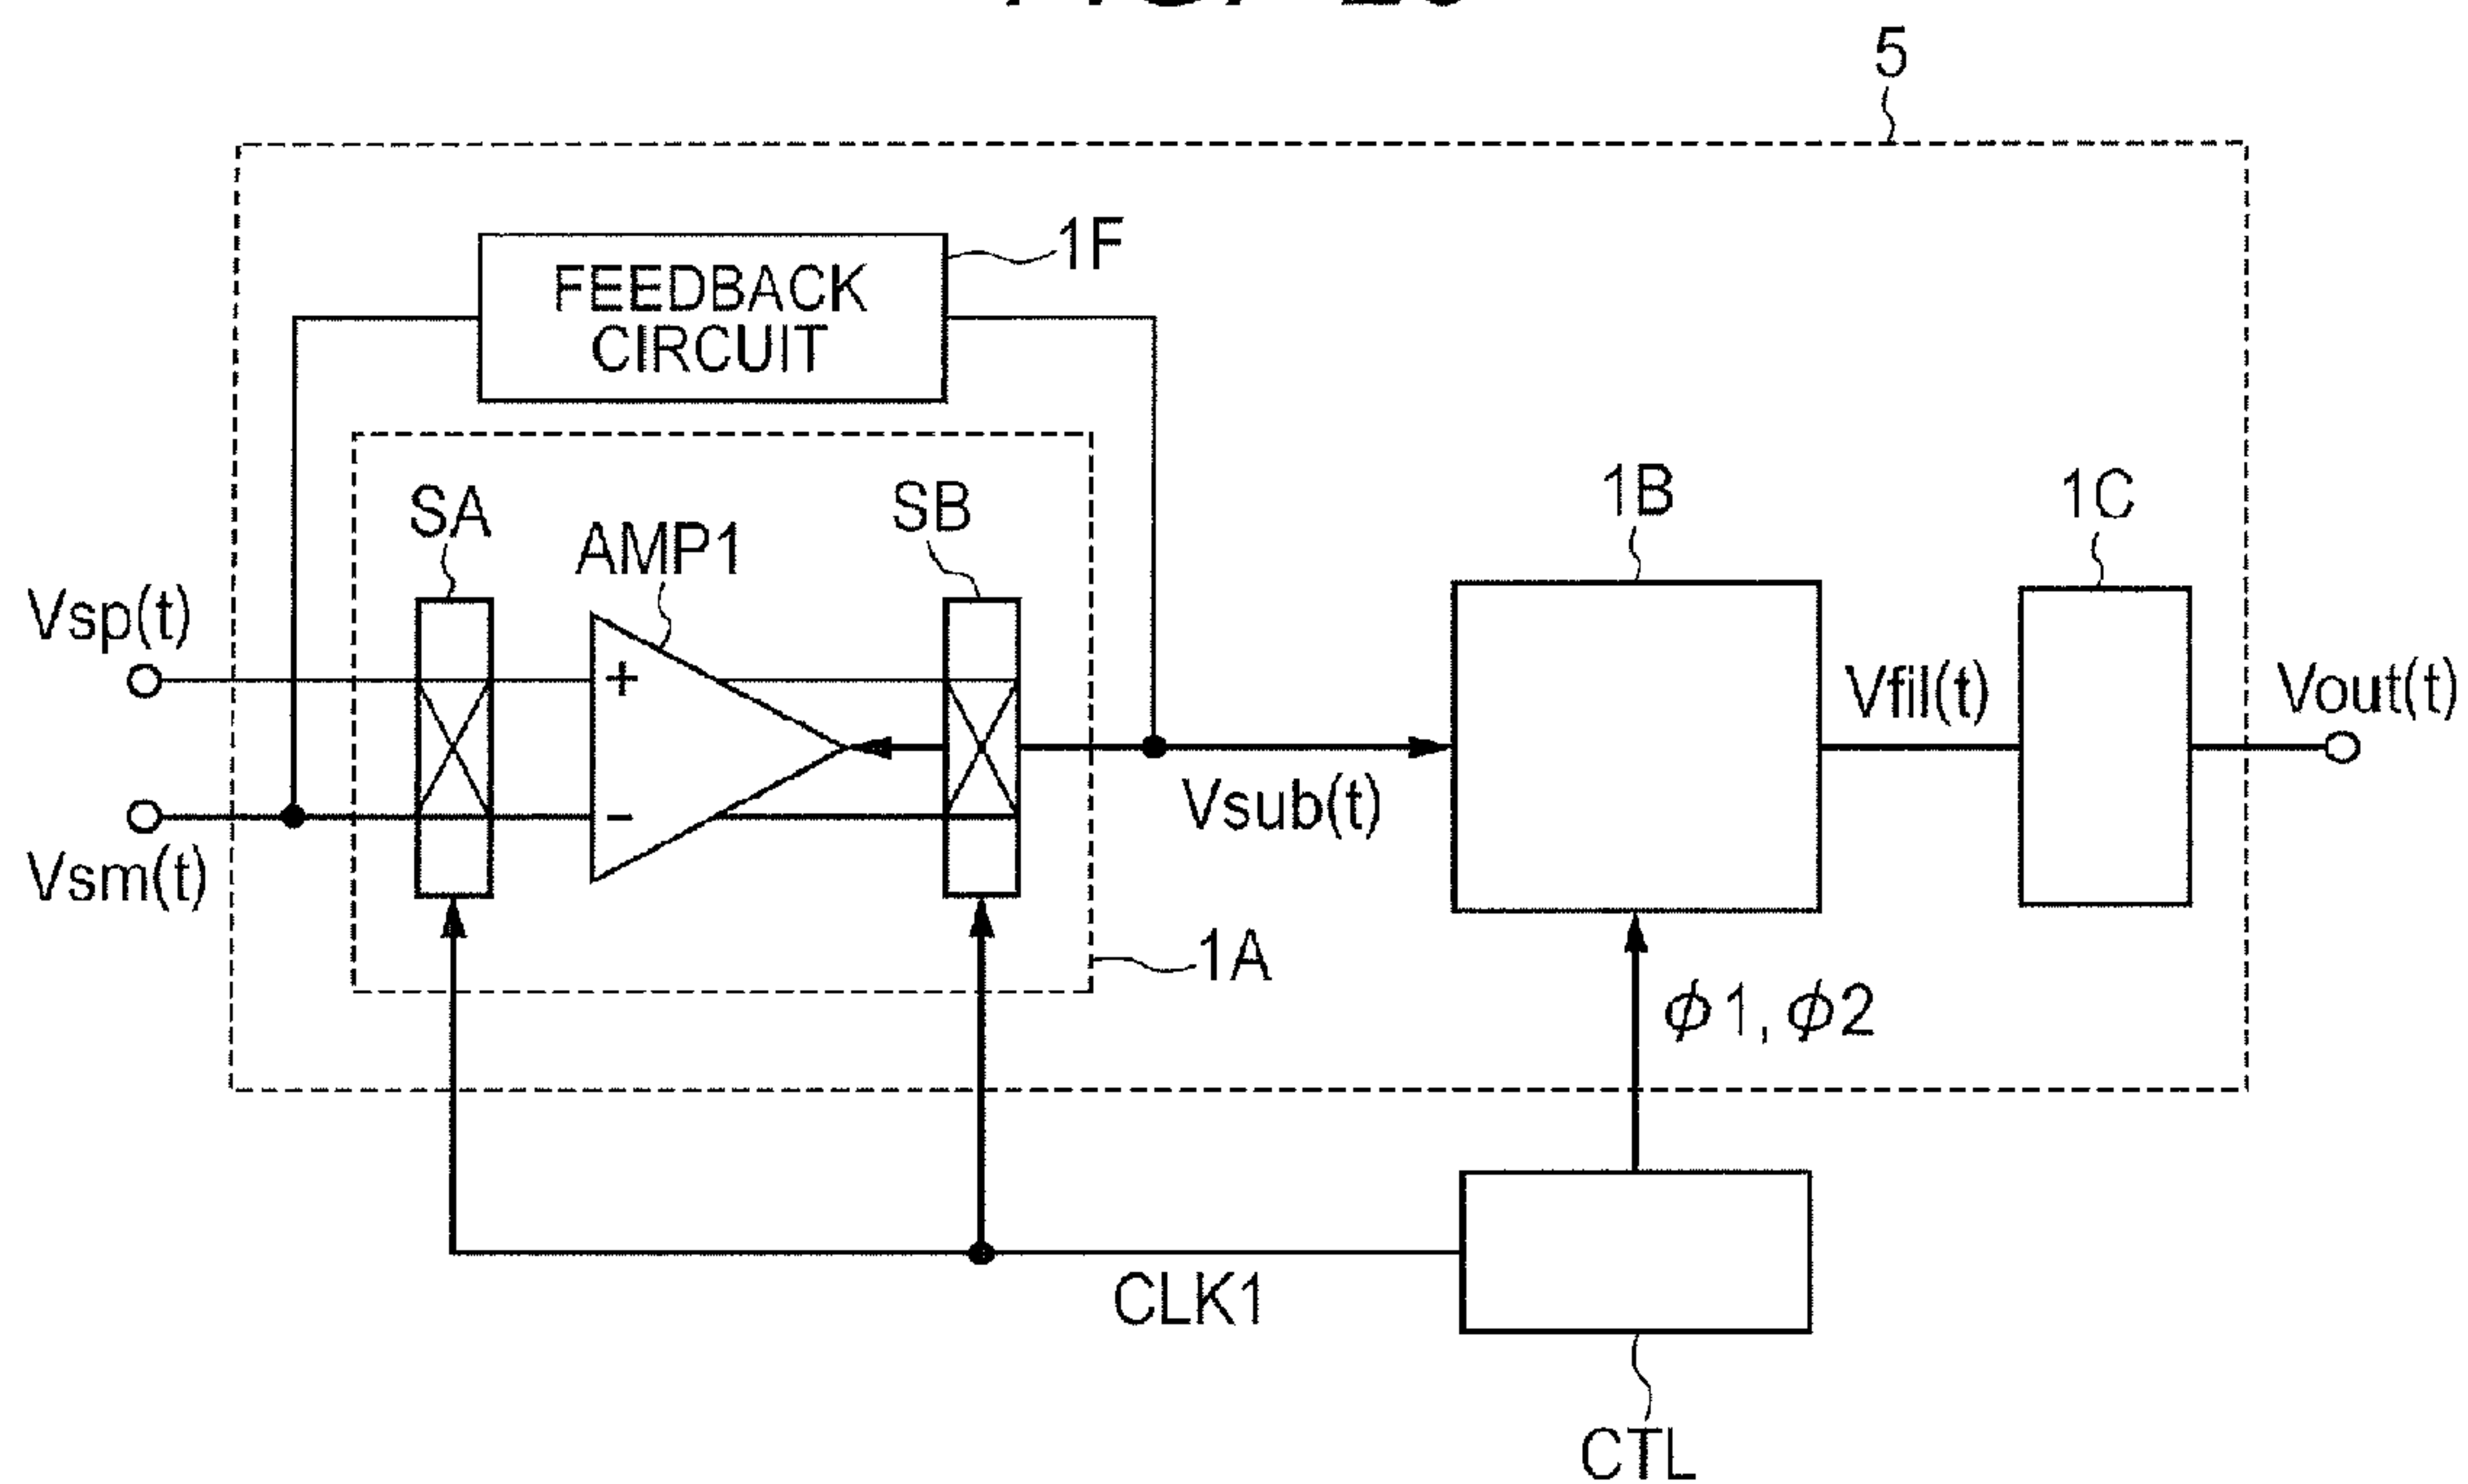 5
1F
FEEDBACK
CIRCUIT
SA
AMP1
SB
1B
1C
Vsp(t)
+
Vfil(t)
Vout(t)
Vsub(t)
-
Vsm(t)
1A
ϕ1, ϕ2
CLK1
CTL